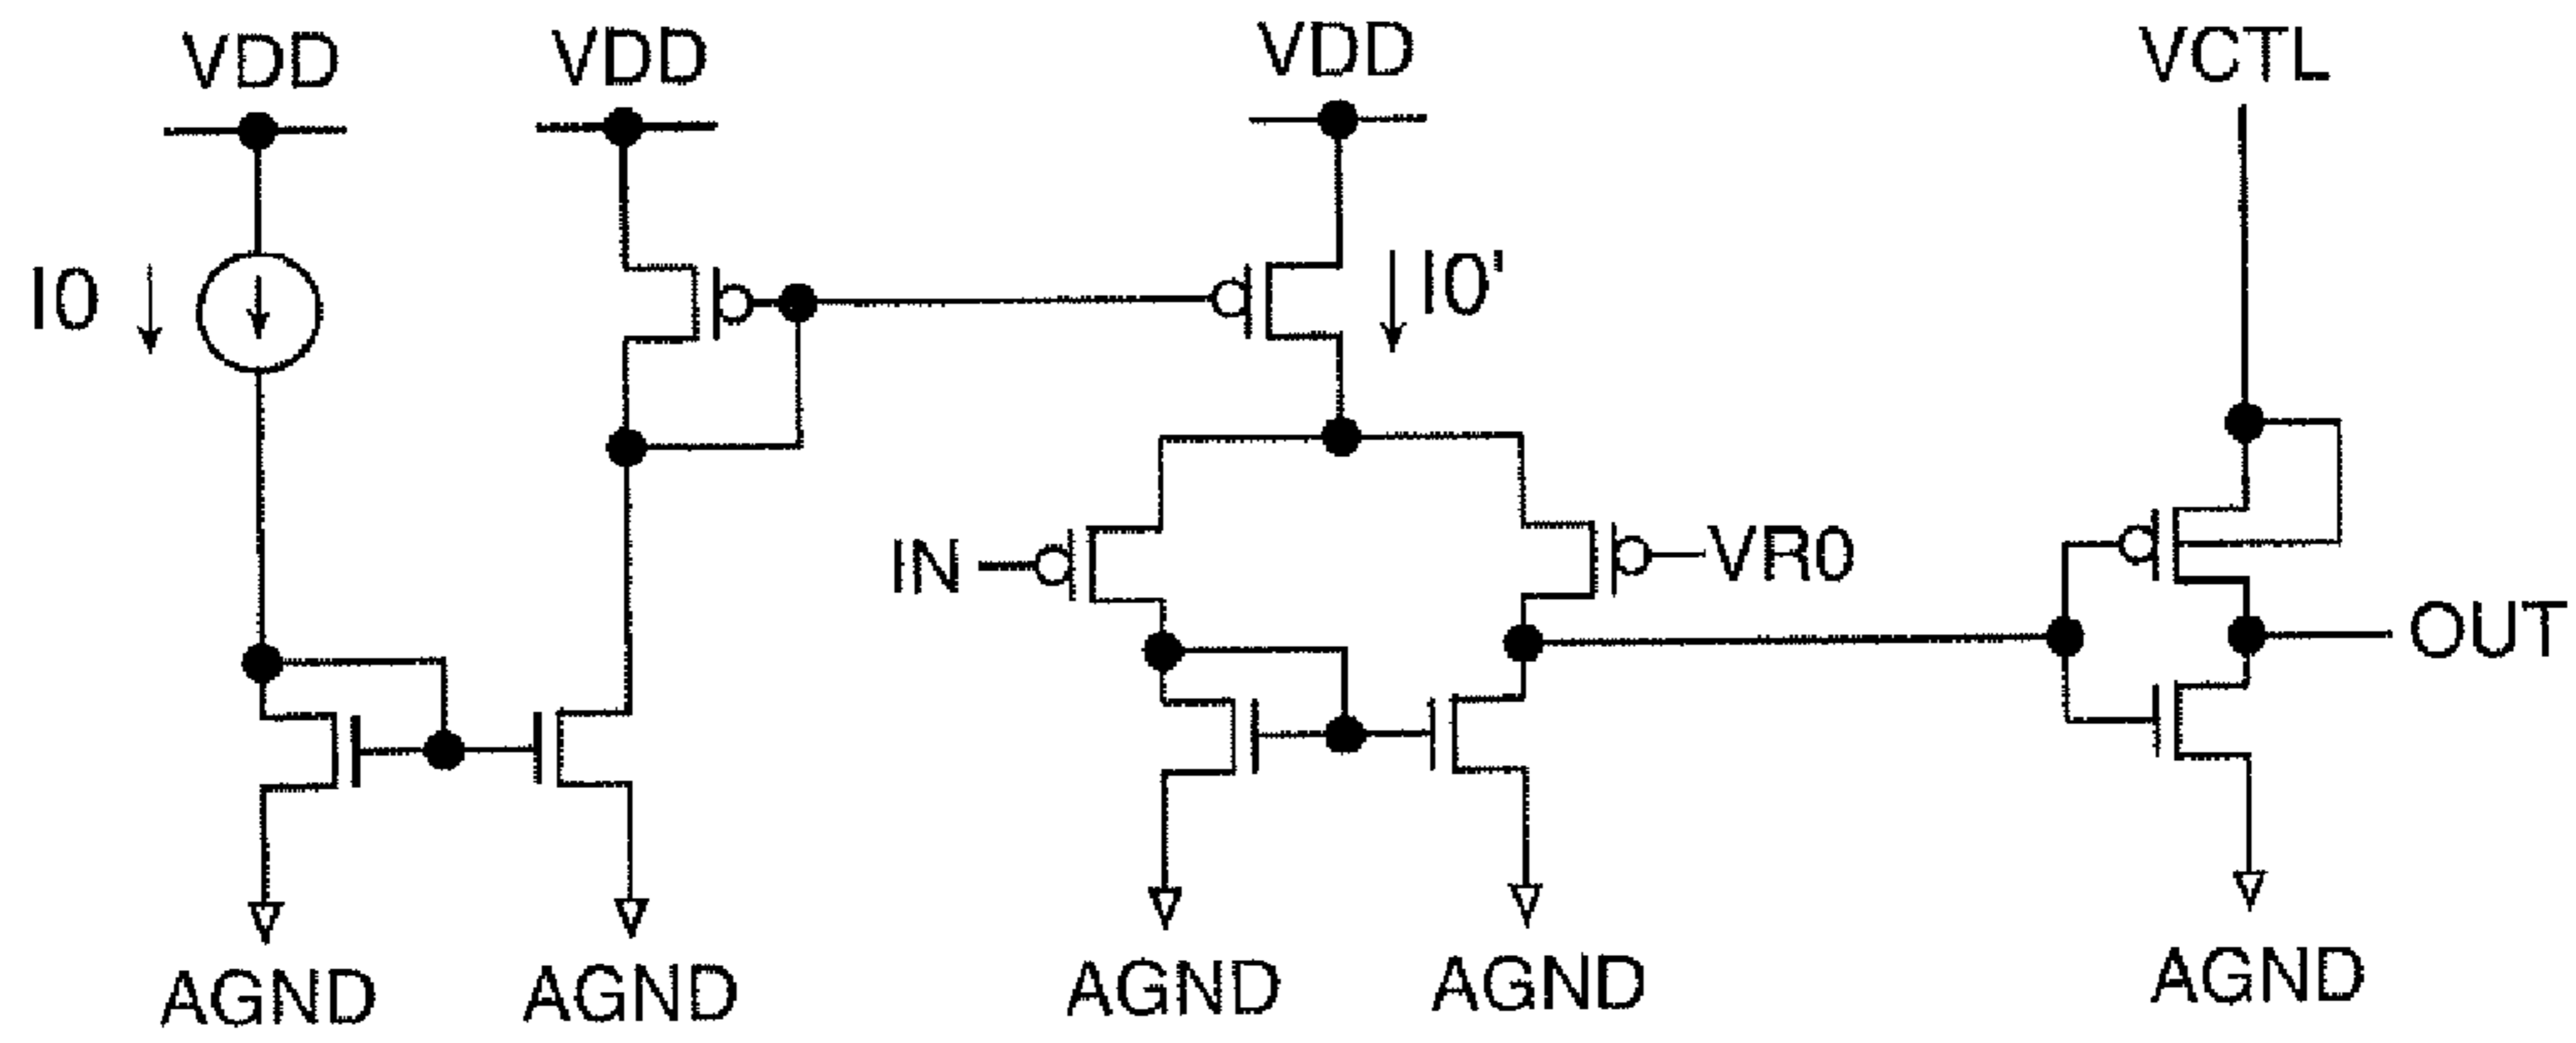 VDD
VDD
VDD
VCTL
I0
I0'
IN
VR0
OUT
AGND
AGND
AGND
AGND
AGND